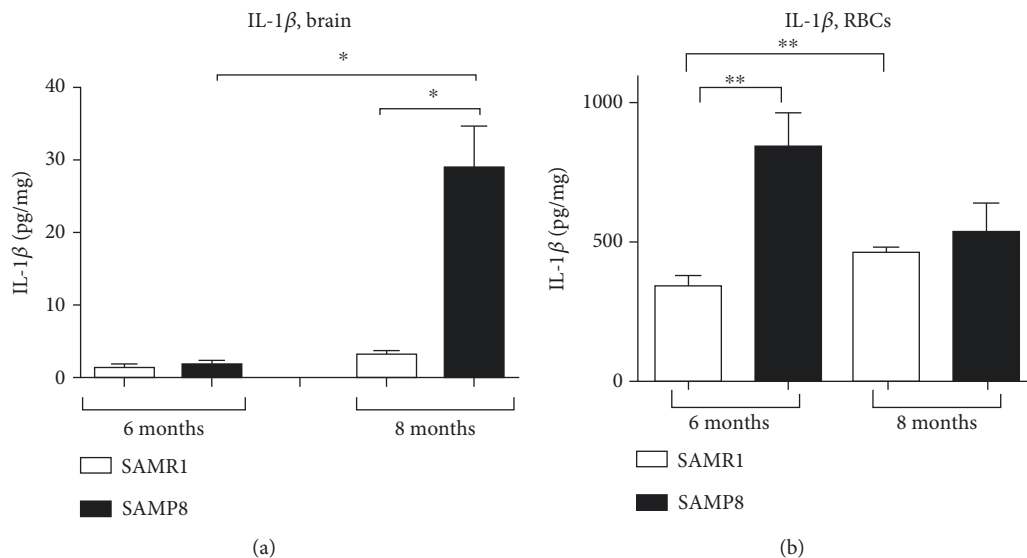 IL-1β, brain
*
*
40
30
20
10
0
IL-1β (pg/mg)
6 months
8 months
SAMR1
SAMP8
(a)
IL-1β, RBCs
**
**
1000
500
0
IL-1β (pg/mg)
6 months
8 months
SAMR1
SAMP8
(b)